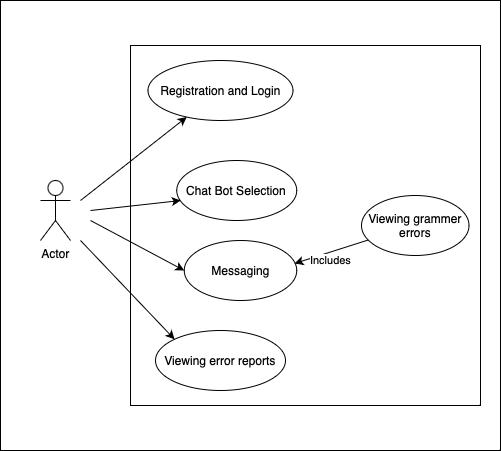 Registration and Login
Chat Bot Selection
Viewing grammer
errors
Actor
Includes
Messaging
Viewing error reports